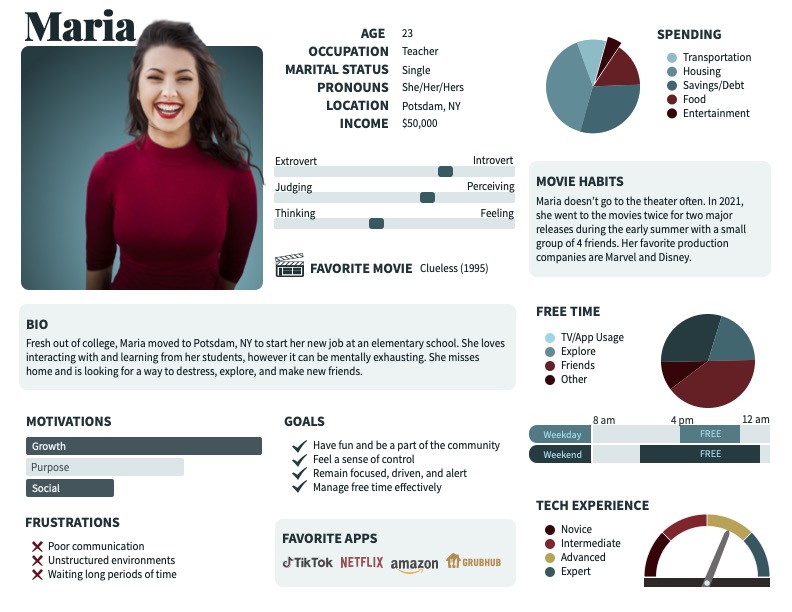 Maria
AGE 23
OCCUPATION Teacher
MARITAL STATUS Single
PRONOUNS She/Her/Hers
LOCATION Potsdam, NY
INCOME $50,000
Extrovert Introvert
Judging Perceiving
Thinking Feeling
FAVORITE MOVIE Clueless (1995)
SPENDING
Transportation
Housing
Savings/Debt
Food
Entertainment
MOVIE HABITS
Maria doesn't go to the theater often. In 2021,
she went to the movies twice for two major
releases during the early summer with a small
group of 4 friends. Her favorite production
companies are Marvel and Disney.
BIO
Fresh out of college, Maria moved to Potsdam, NY to start her new job at an elementary school. She loves
interacting with and learning from her students, however it can be mentally exhausting. She misses
home and is looking for a way to destress, explore, and make new friends.
FREE TIME
TV/App Usage
Explore
Friends
Other
8 am 4 pm 12 am
Weekday FREE
Weekend FREE
MOTIVATIONS
Growth
Purpose
Social
GOALS
Have fun and be a part of the community
Feel a sense of control
Remain focused, driven, and alert
Manage free time effectively
FRUSTRATIONS
Poor communication
Unstructured environments
Waiting long periods of time
FAVORITE APPS
TikTok NETFLIX amazon GRUBHUB
TECH EXPERIENCE
Novice
Intermediate
Advanced
Expert